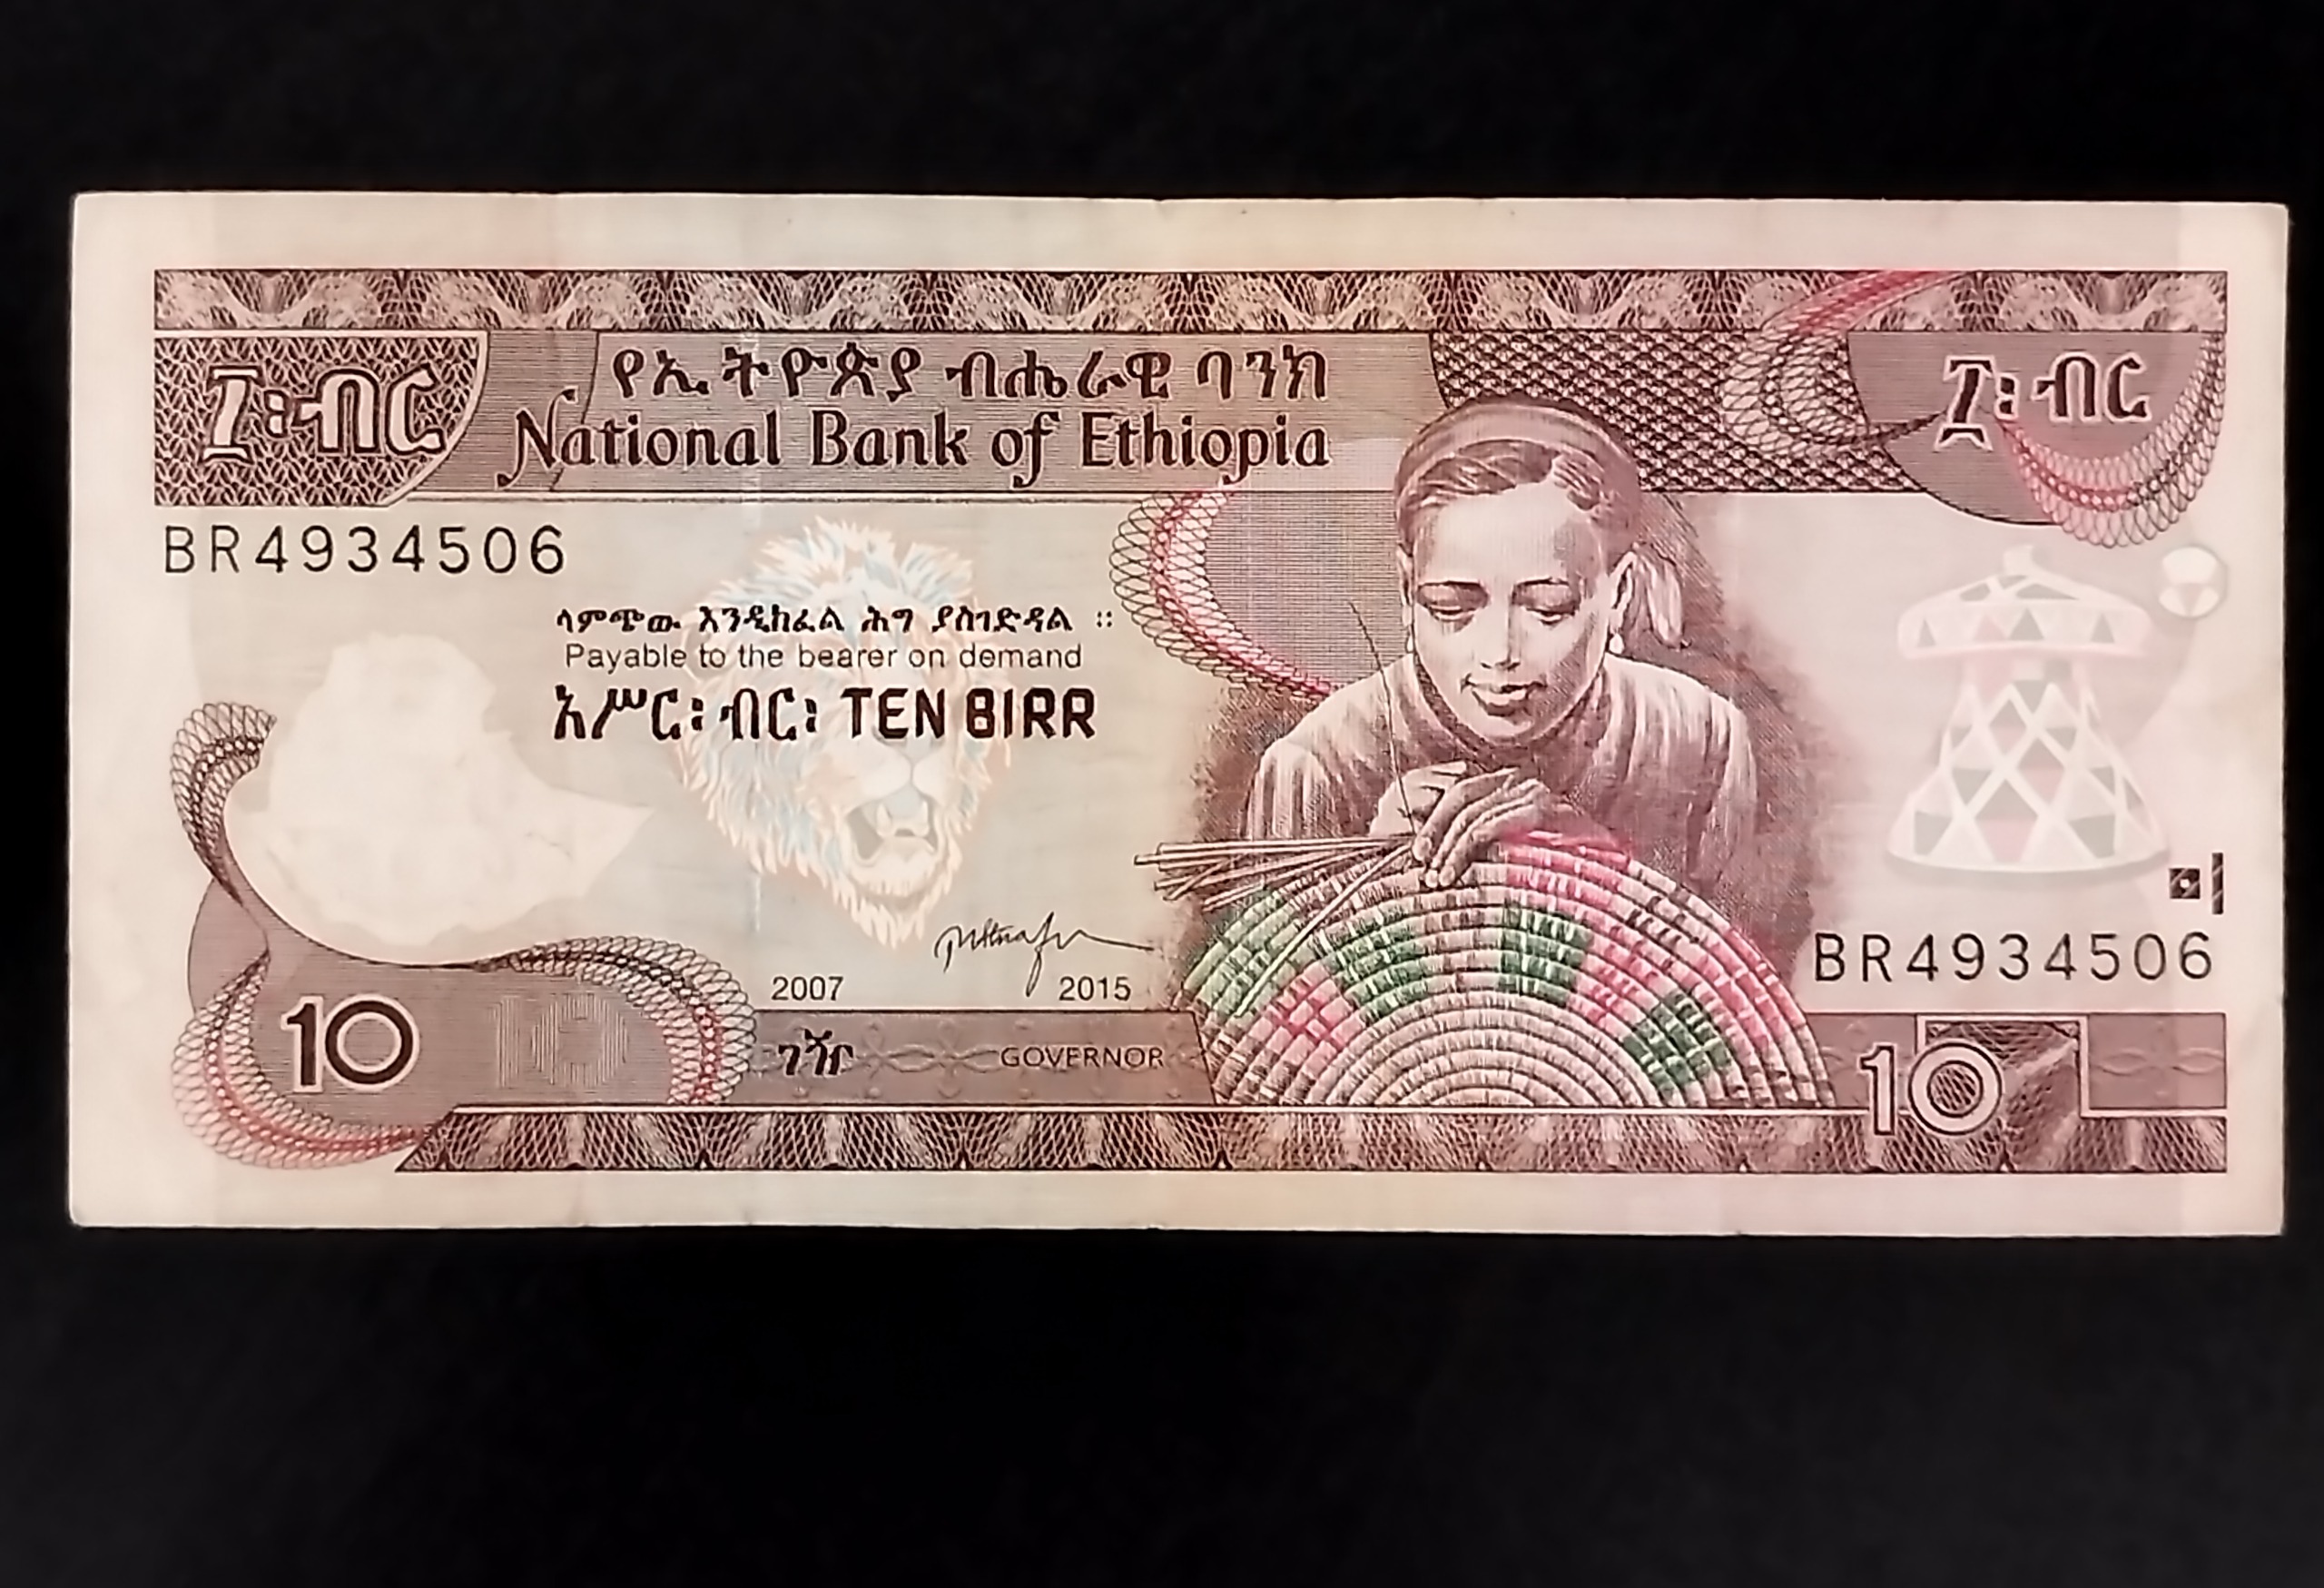 ፲፡ብር
የኢትዮጵያ ብሔራዊ ባንክ
፲፡ብር
National Bank of Ethiopia
BR4934506
ላምጭው እንዲከፈል ሕግ ያስገድዳል ፡፡
Payable to the bearer on demand
አሥር፡ ብር፡ TEN BIRR
BR4934506
2007 2015
10 10
ገዥ GOVERNOR
10